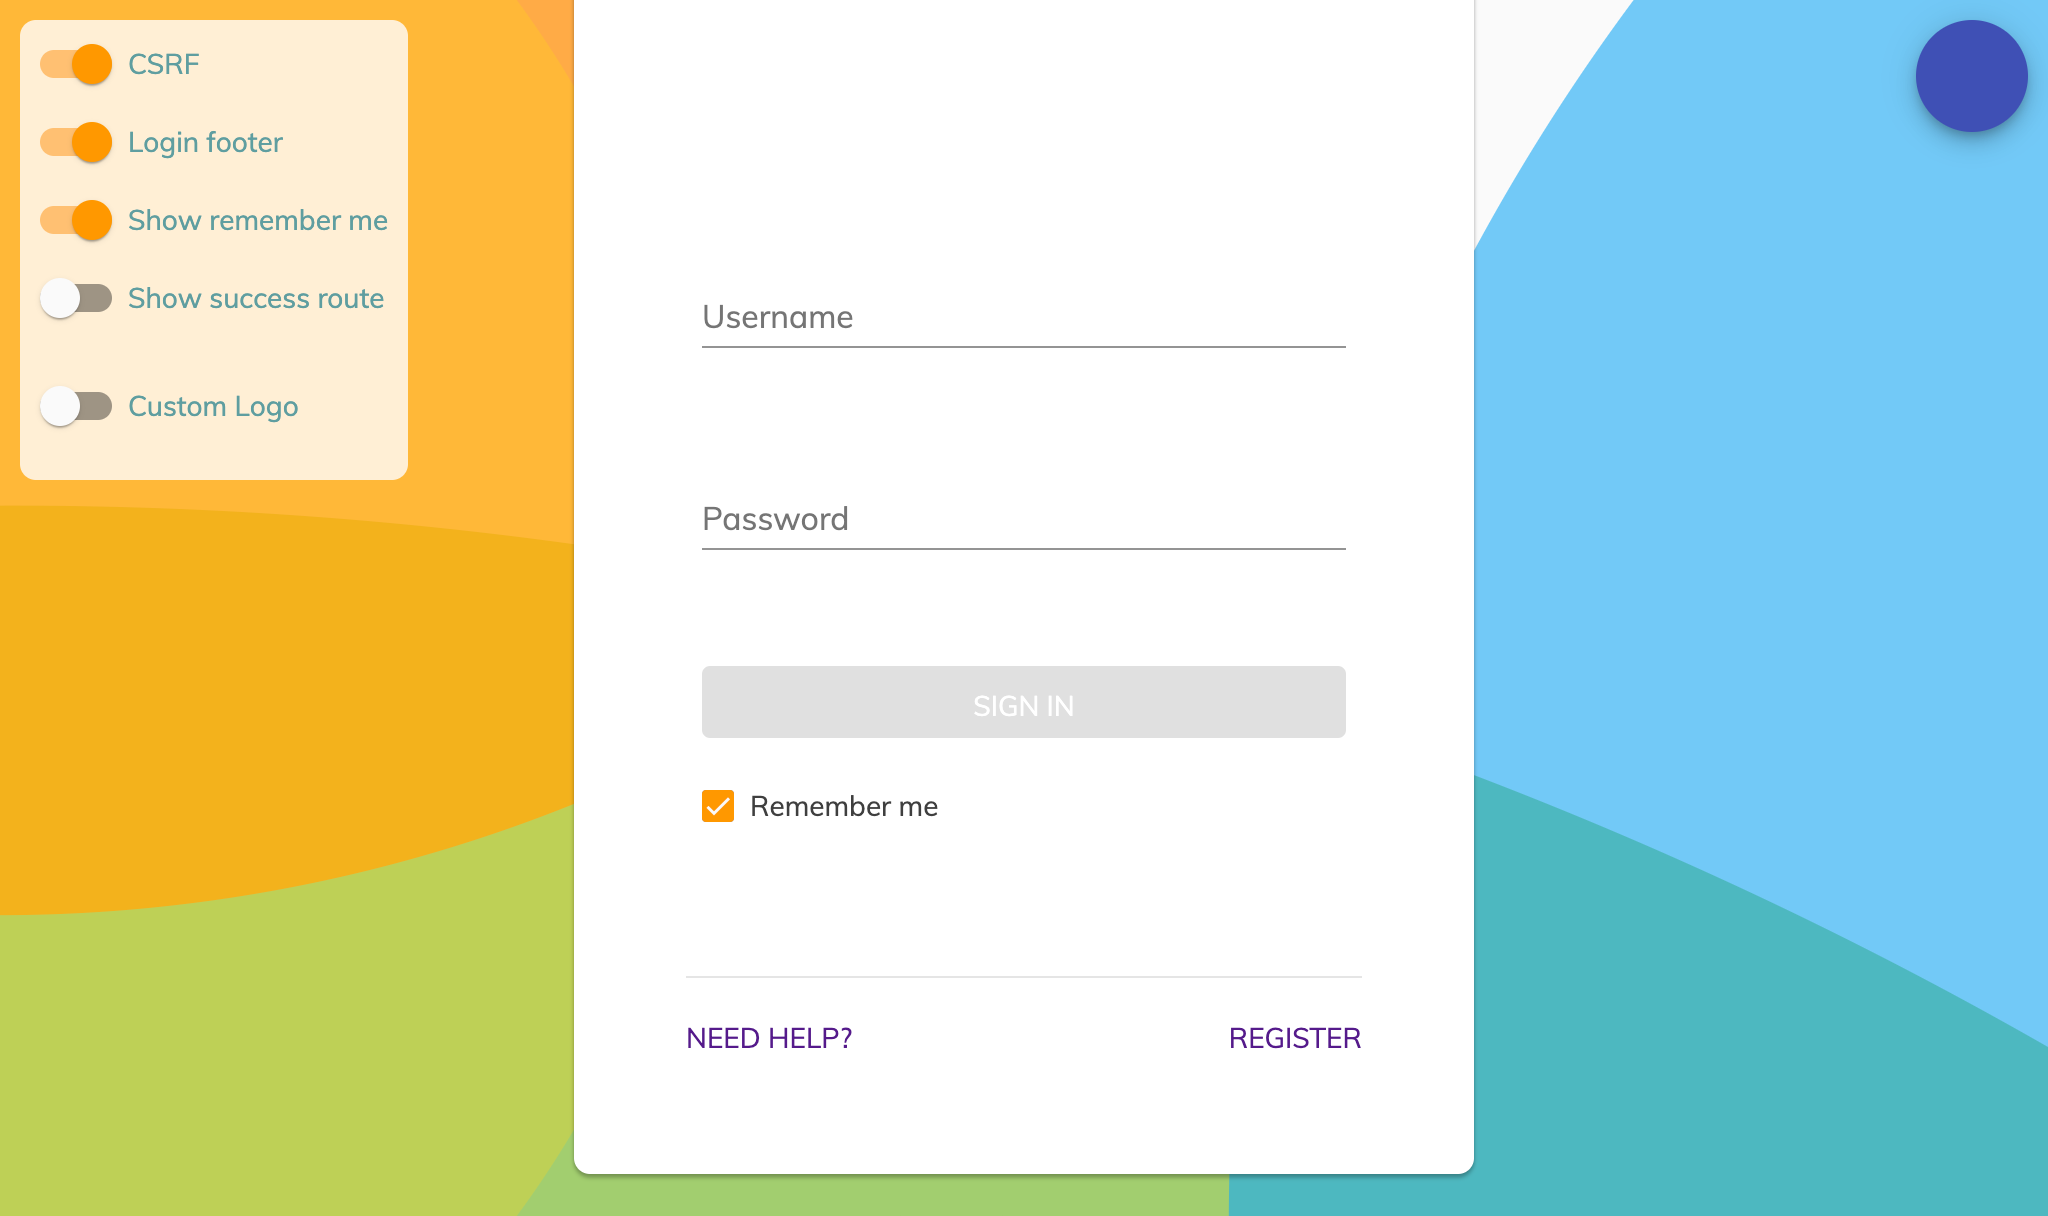 CSRF
Login footer
Show remember me
Show success route
Custom Logo
Username
Password
SIGN IN
Remember me
NEED HELP?
REGISTER